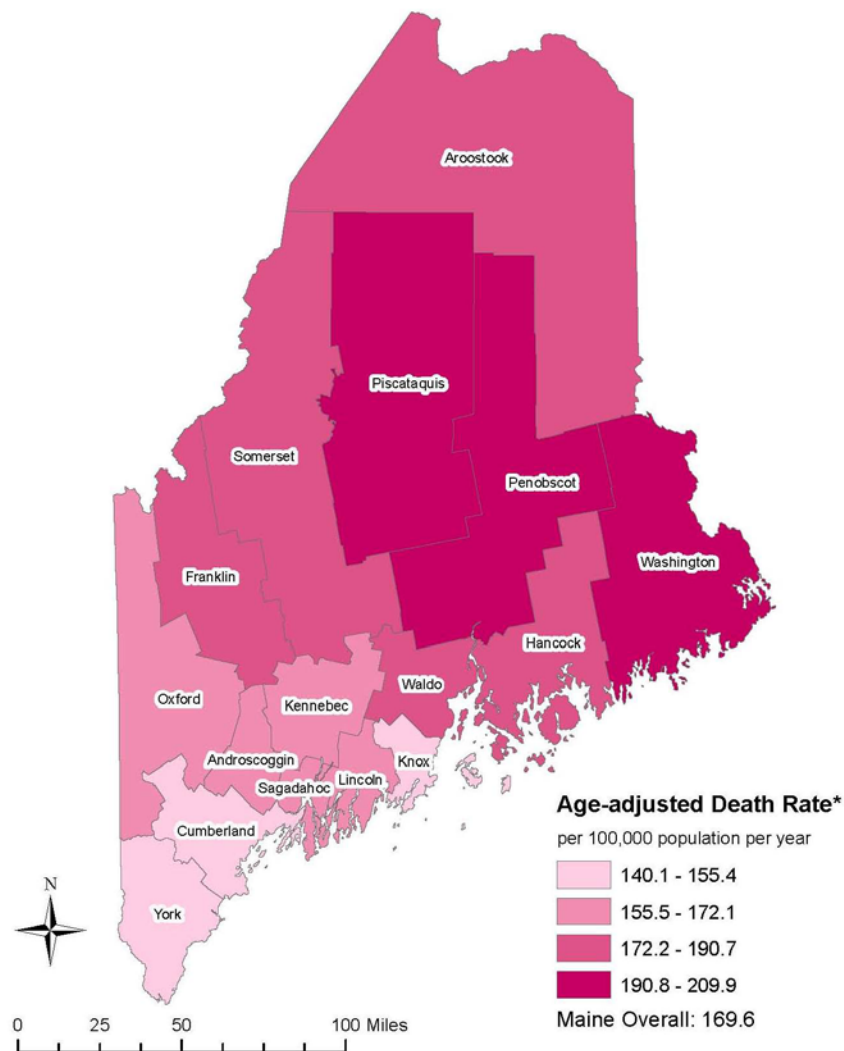 Aroostook
Piscataquis
Somerset
Penobscot
Washington
Franklin
Hancock
Waldo
Oxford
Kennebec
Androscoggin
Knox
Lincoln
Sagadahoc
Cumberland
York
N
Age-adjusted Death Rate*
per 100,000 population per year
140.1 - 155.4
155.5 - 172.1
172.2 - 190.7
190.8 - 209.9
Maine Overall: 169.6
0 25 50 100 Miles